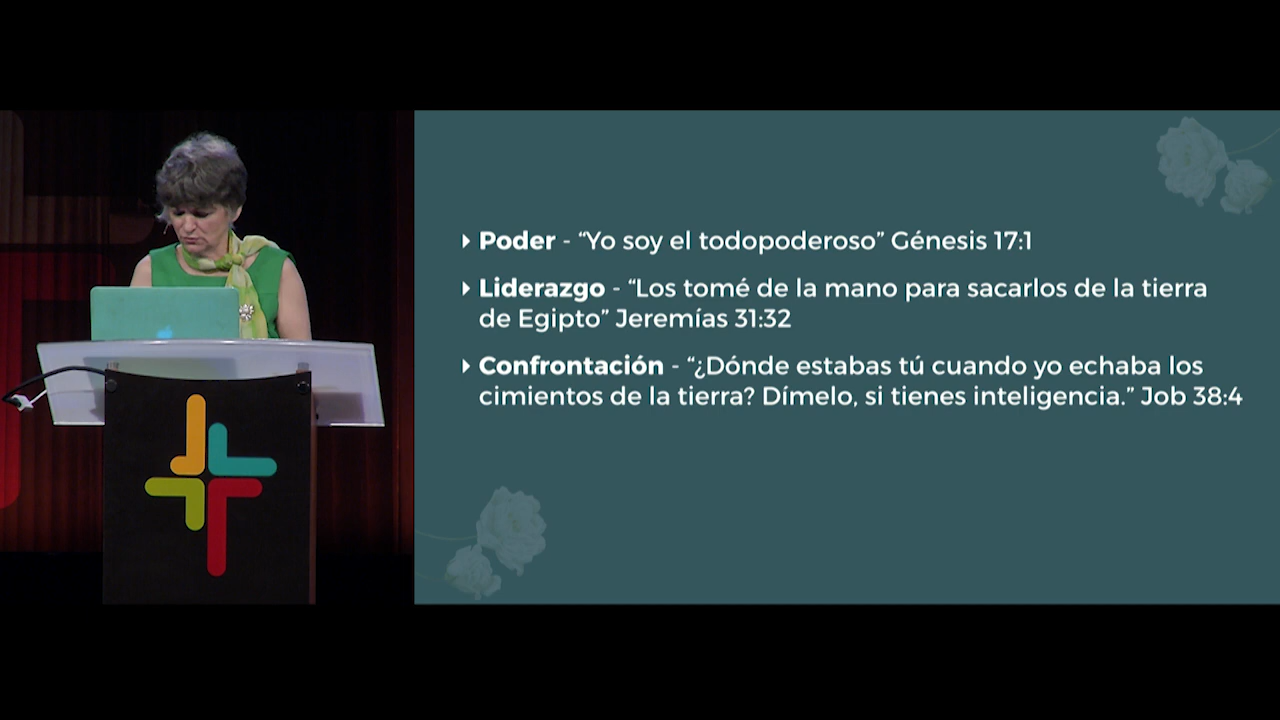 Poder - “Yo soy el todopoderoso” Génesis 17:1
Liderazgo - “Los tomé de la mano para sacarlos de la tierra
de Egipto” Jeremías 31:32
Confrontación - “¿Dónde estabas tú cuando yo echaba los
cimientos de la tierra? Dímelo, si tienes inteligencia.” Job 38:4